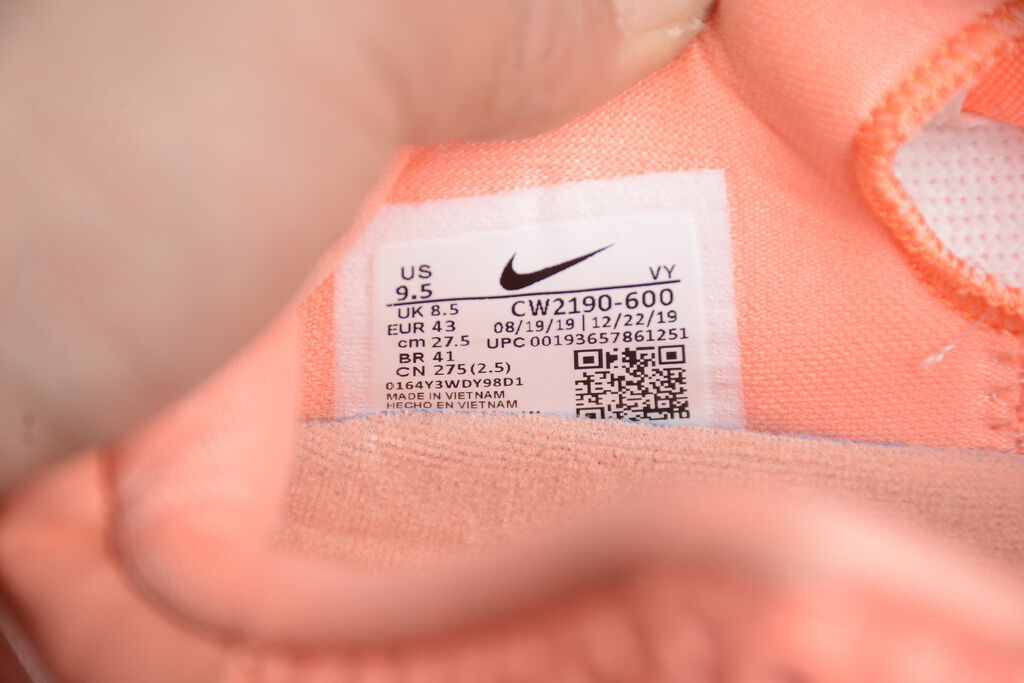 US VY
9.5
UK 8.5 CW2190-600
EUR 43 08/19/19 | 12/22/19
cm 27.5 UPC 00193657861251
BR 41
CN 275(2.5)
0164Y3WDY98D1
MADE IN VIETNAM
HECHO EN VIETNAM